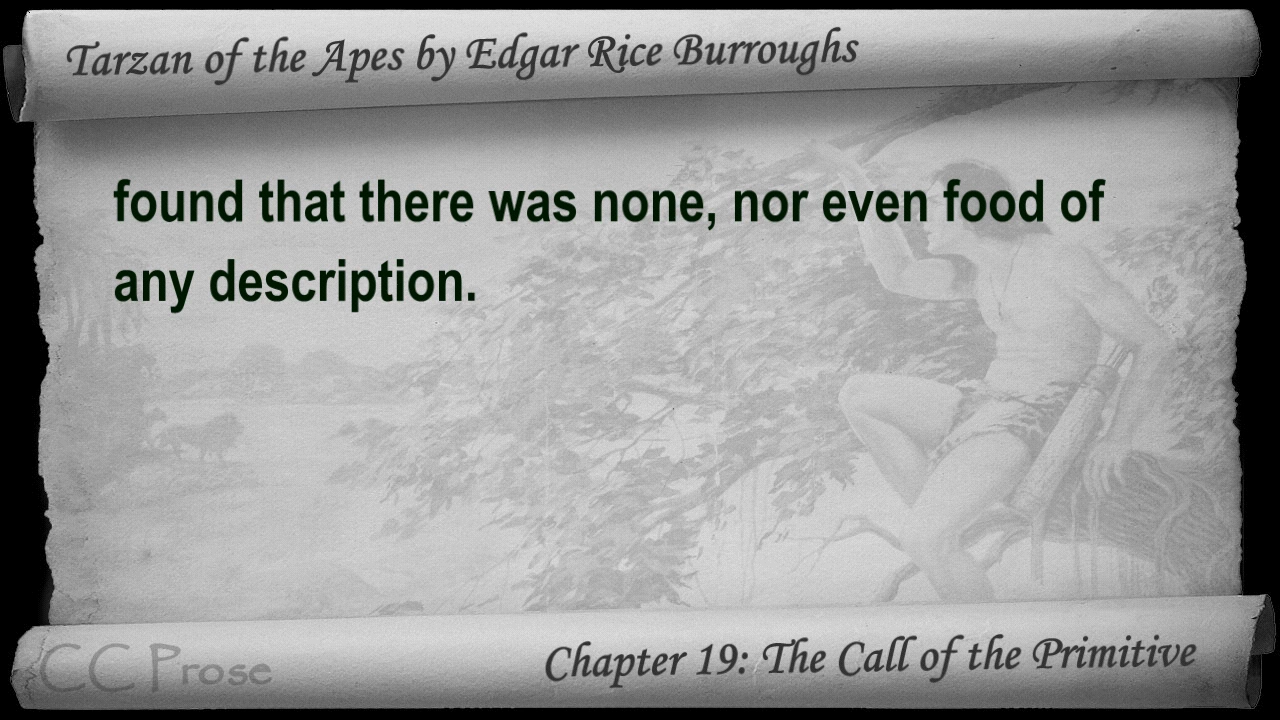 Tarzan of the Apes by Edgar Rice Burroughs
found that there was none, nor even food of
any description.
CC Prose
Chapter 19: The Call of the Primitive